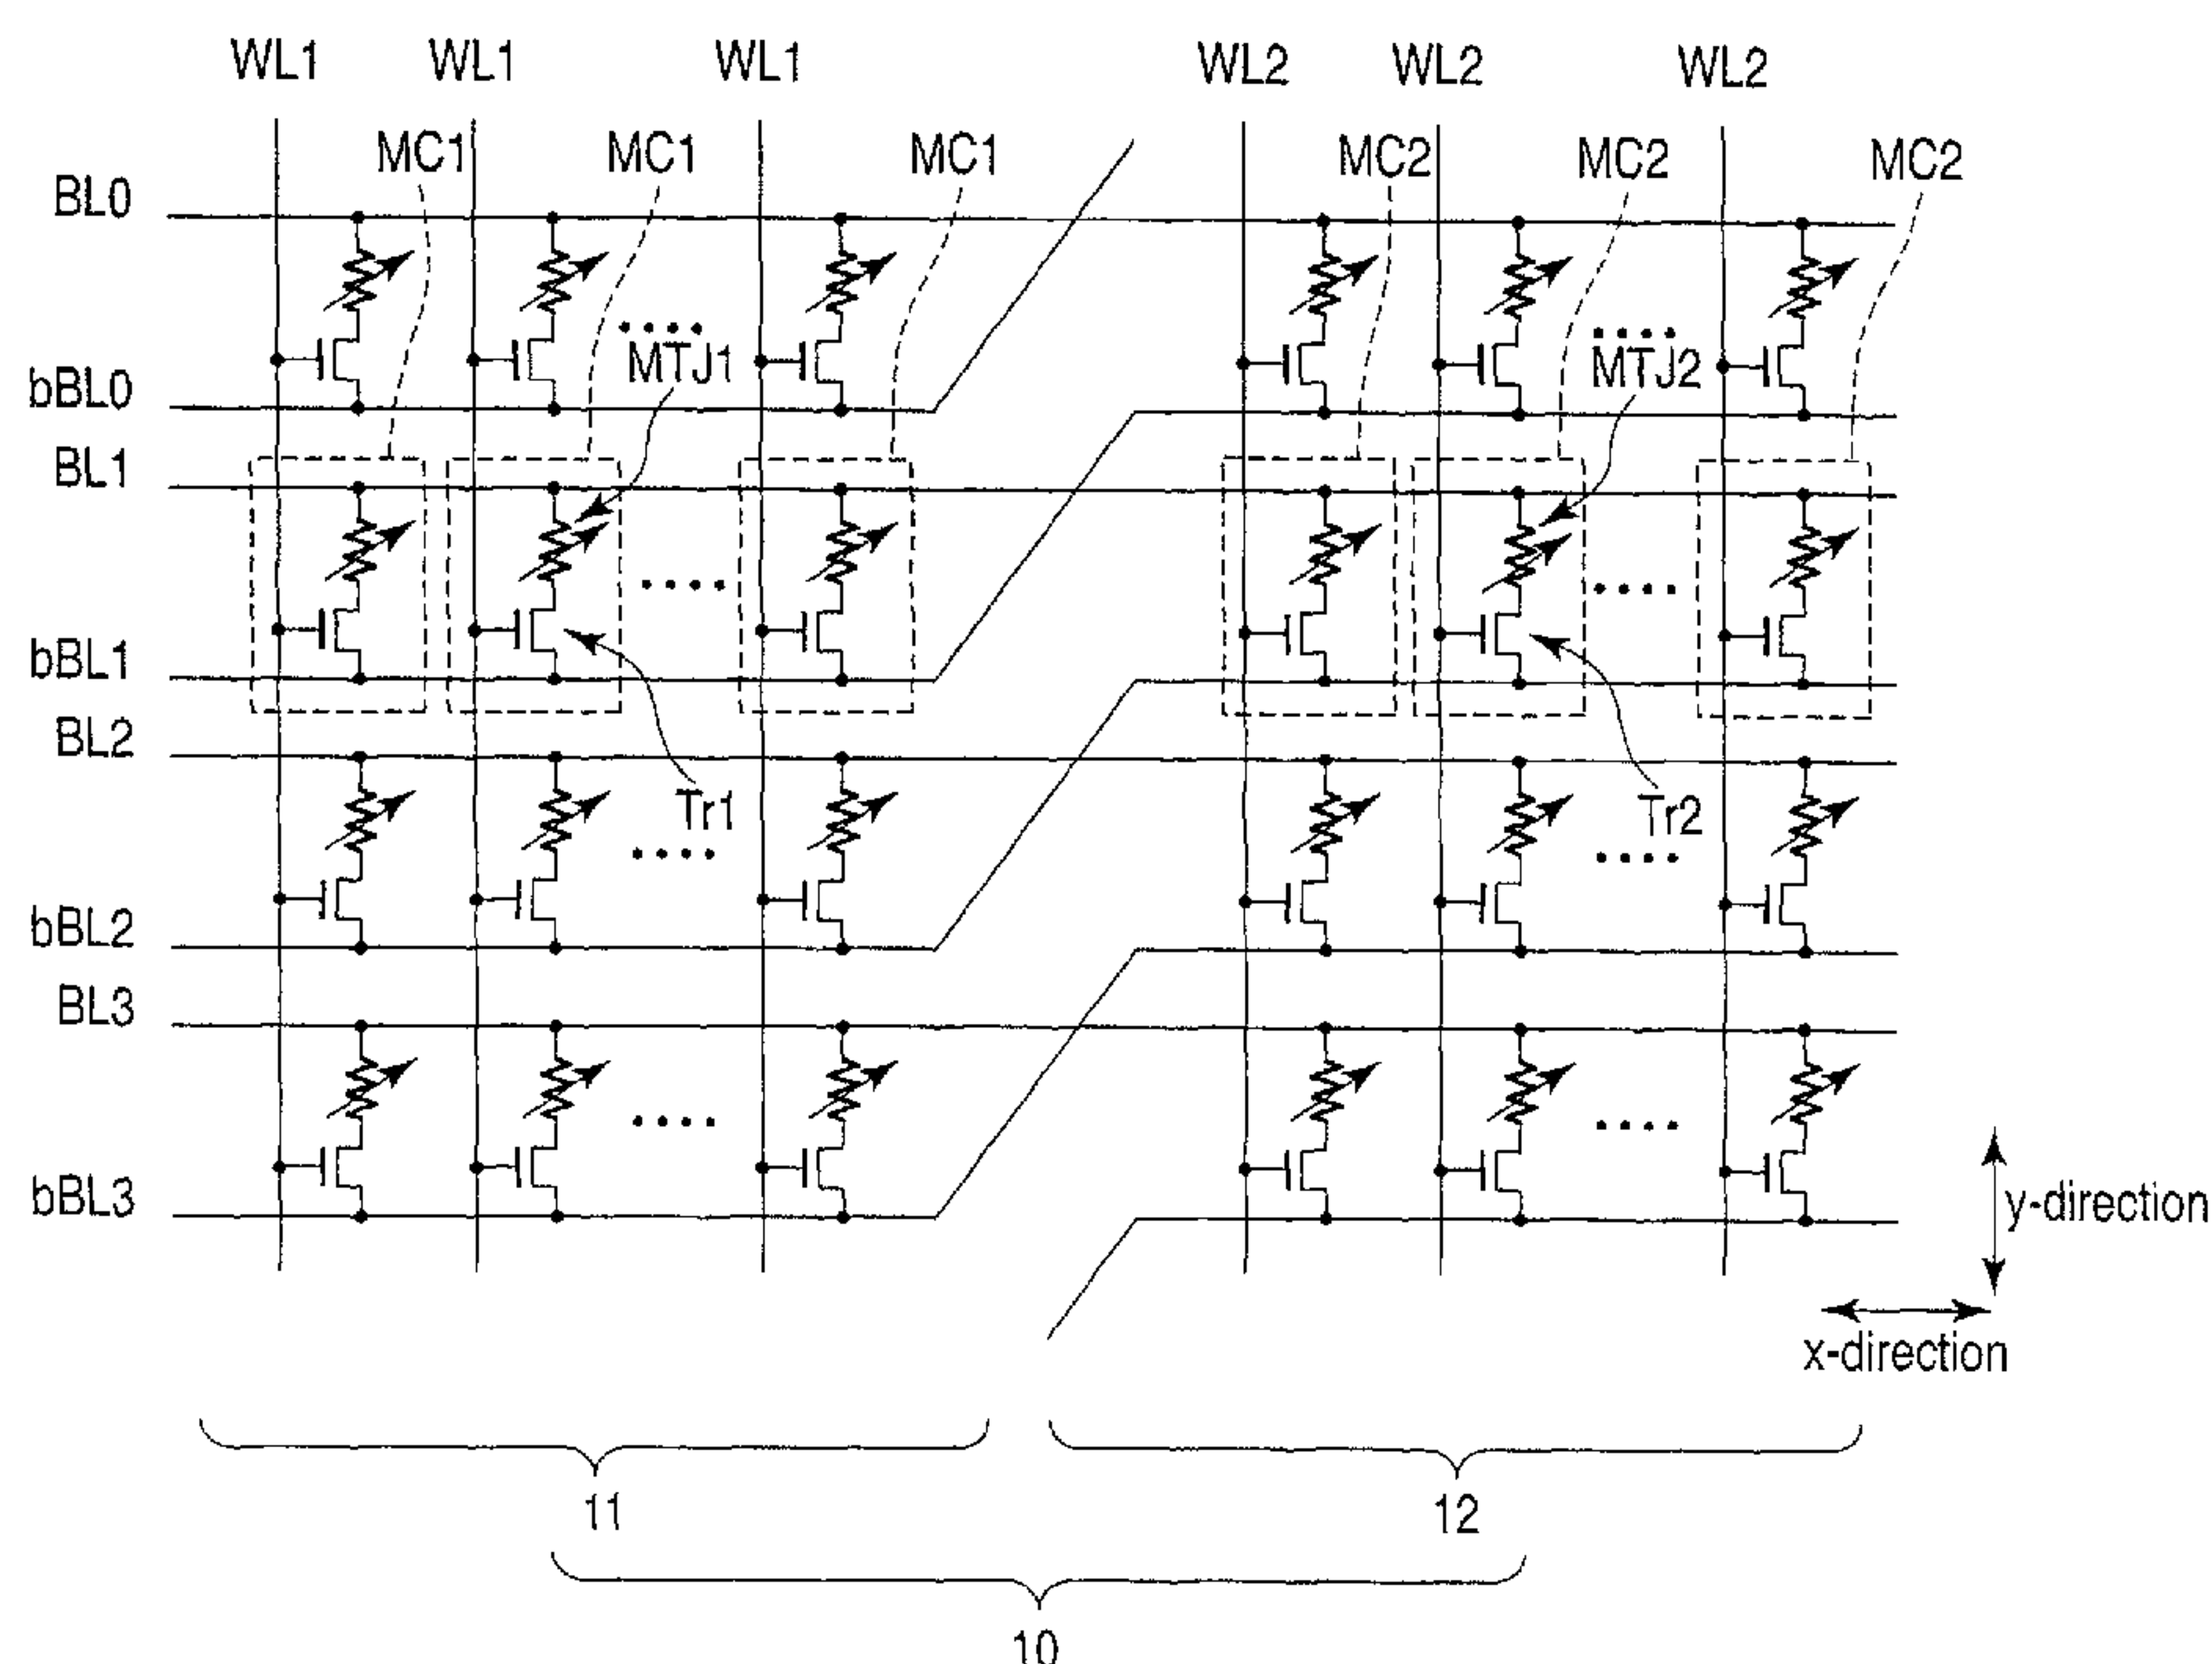 WL1 WL1 WL1 WL2 WL2 WL2
MC1 MC1 MC1 MC2 MC2 MC2
BL0
MTJ1 MTJ2
bBL0
BL1
bBL1
BL2
Tr1 Tr2
bBL2
BL3
bBL3
y-direction
x-direction
11 12
10